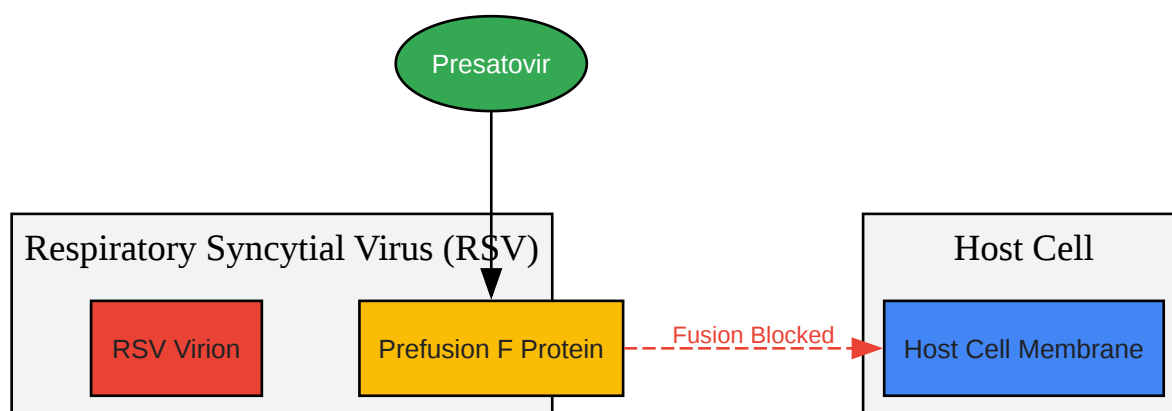 Presatovir
Respiratory Syncytial Virus (RSV)
Host Cell
RSV Virion
Prefusion F Protein
Fusion Blocked
Host Cell Membrane